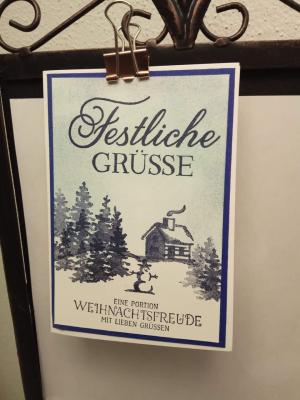 Festliche
GRÜSSE
EINE PORTION
WEIHNACHTSFREUDE
MIT LIEBEN GRÜSSEN